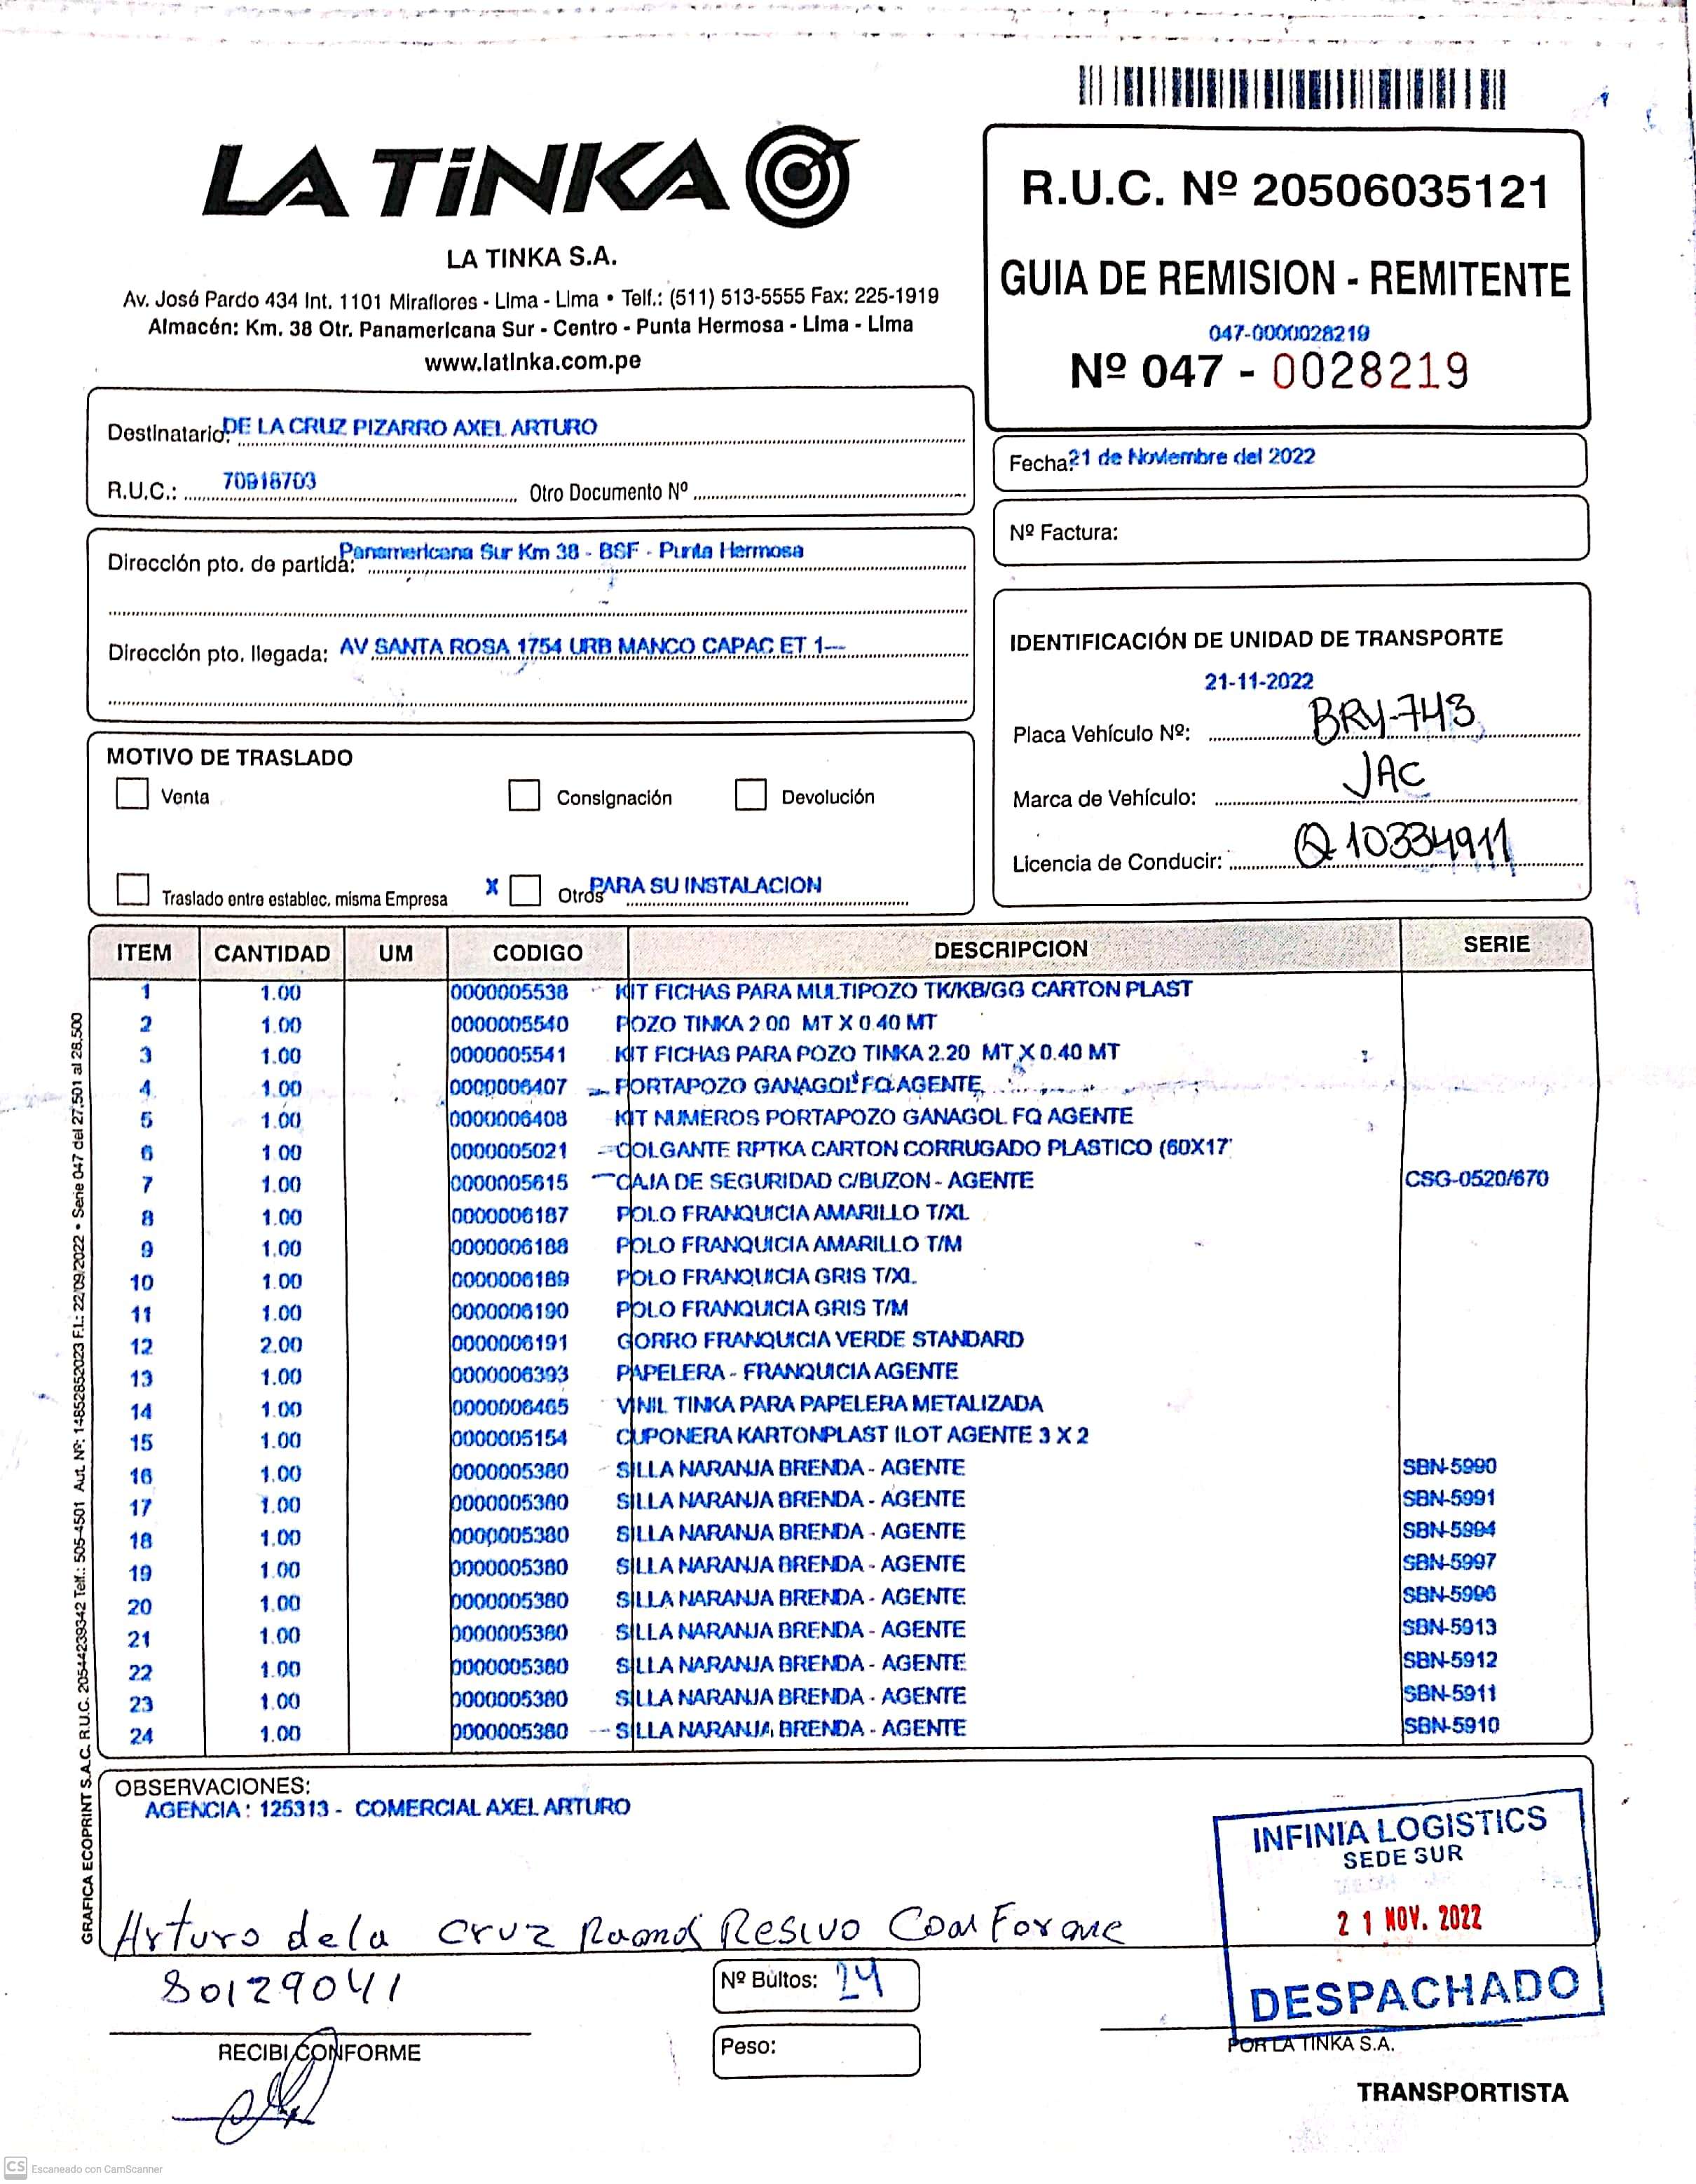 LA TiNKA
LA TINKA S.A.
Av. José Pardo 434 Int. 1101 Miraflores - Lima - Lima • Telf.: (511) 513-5555 Fax: 225-1919
Almacén: Km. 38 Otr. Panamericana Sur - Centro - Punta Hermosa - Lima - Lima
www.latinka.com.pe
R.U.C. Nº 20506035121
GUIA DE REMISION - REMITENTE
047-0000028219
Nº 047 - 0028219
Destinatario: DE LA CRUZ PIZARRO AXEL ARTURO
R.U.C.: 70918703 Otro Documento Nº
Fecha: 21 de Noviembre del 2022
Nº Factura:
Dirección pto. de partida: Panamericana Sur Km 38 - BSF - Punta Hermosa
Dirección pto. llegada: AV SANTA ROSA 1754 URB MANCO CAPAC ET 1---
IDENTIFICACIÓN DE UNIDAD DE TRANSPORTE
21-11-2022
Placa Vehículo Nº: BRY-743
Marca de Vehículo: JAC
Licencia de Conducir: Q10334911
MOTIVO DE TRASLADO
Venta Consignación Devolución
Traslado entre establec. misma Empresa X Otros PARA SU INSTALACION
ITEM CANTIDAD UM CODIGO DESCRIPCION SERIE
1 1.00 0000005538 KIT FICHAS PARA MULTIPOZO TK/KB/GG CARTON PLAST
2 1.00 0000005540 POZO TINKA 2 00 MT X 0.40 MT
3 1.00 0000005541 KIT FICHAS PARA POZO TINKA 2.20 MT X 0.40 MT
4 1.00 0000006407 PORTAPOZO GANAGOL FQ AGENTE
5 1.00 0000006408 KIT NUMEROS PORTAPOZO GANAGOL FQ AGENTE
6 1 00 0000005021 COLGANTE RPTKA CARTON CORRUGADO PLASTICO (60X17'
7 1.00 0000005615 CAJA DE SEGURIDAD C/BUZON - AGENTE CSG-0520/670
8 1.00 0000006187 POLO FRANQUICIA AMARILLO T/XL
9 1.00 0000006188 POLO FRANQUICIA AMARILLO T/M
10 1.00 0000006189 POLO FRANQUICIA GRIS T/XL
11 1.00 0000006190 POLO FRANQUICIA GRIS T/M
12 2.00 0000006191 GORRO FRANQUICIA VERDE STANDARD
13 1.00 0000006393 PAPELERA - FRANQUICIA AGENTE
14 1.00 0000006465 VINIL TINKA PARA PAPELERA METALIZADA
15 1.00 0000005154 CUPONERA KARTONPLAST ILOT AGENTE 3 X 2
16 1.00 0000005380 SILLA NARANJA BRENDA - AGENTE SBN-5990
17 1.00 0000005380 SILLA NARANJA BRENDA - AGENTE SBN-5991
18 1.00 0000005380 SILLA NARANJA BRENDA - AGENTE SBN-5994
19 1.00 0000005380 SILLA NARANJA BRENDA - AGENTE SBN-5997
20 1.00 0000005380 SILLA NARANJA BRENDA - AGENTE SBN-5996
21 1.00 0000005380 SILLA NARANJA BRENDA - AGENTE SBN-5913
22 1.00 0000005380 SILLA NARANJA BRENDA - AGENTE SBN-5912
23 1.00 0000005380 SILLA NARANJA BRENDA - AGENTE SBN-5911
24 1.00 0000005380 SILLA NARANJA BRENDA - AGENTE SBN-5910
GRAFICA ECOPRINT S.A.C. R.U.C. 20544239342 Telf.: 505-4501 Aut. Nº: 14852852023 F.I.: 22/09/2022 • Serie 047 del 27,501 al 28,500
OBSERVACIONES:
AGENCIA : 125313 - COMERCIAL AXEL ARTURO
INFINIA LOGISTICS
SEDE SUR
21 NOV. 2022
DESPACHADO
Arturo de la Cruz Resivo
80129041
Nº Bultos: 24
Peso:
RECIBI CONFORME
POR LA TINKA S.A.
TRANSPORTISTA
CS Escaneado con CamScanner